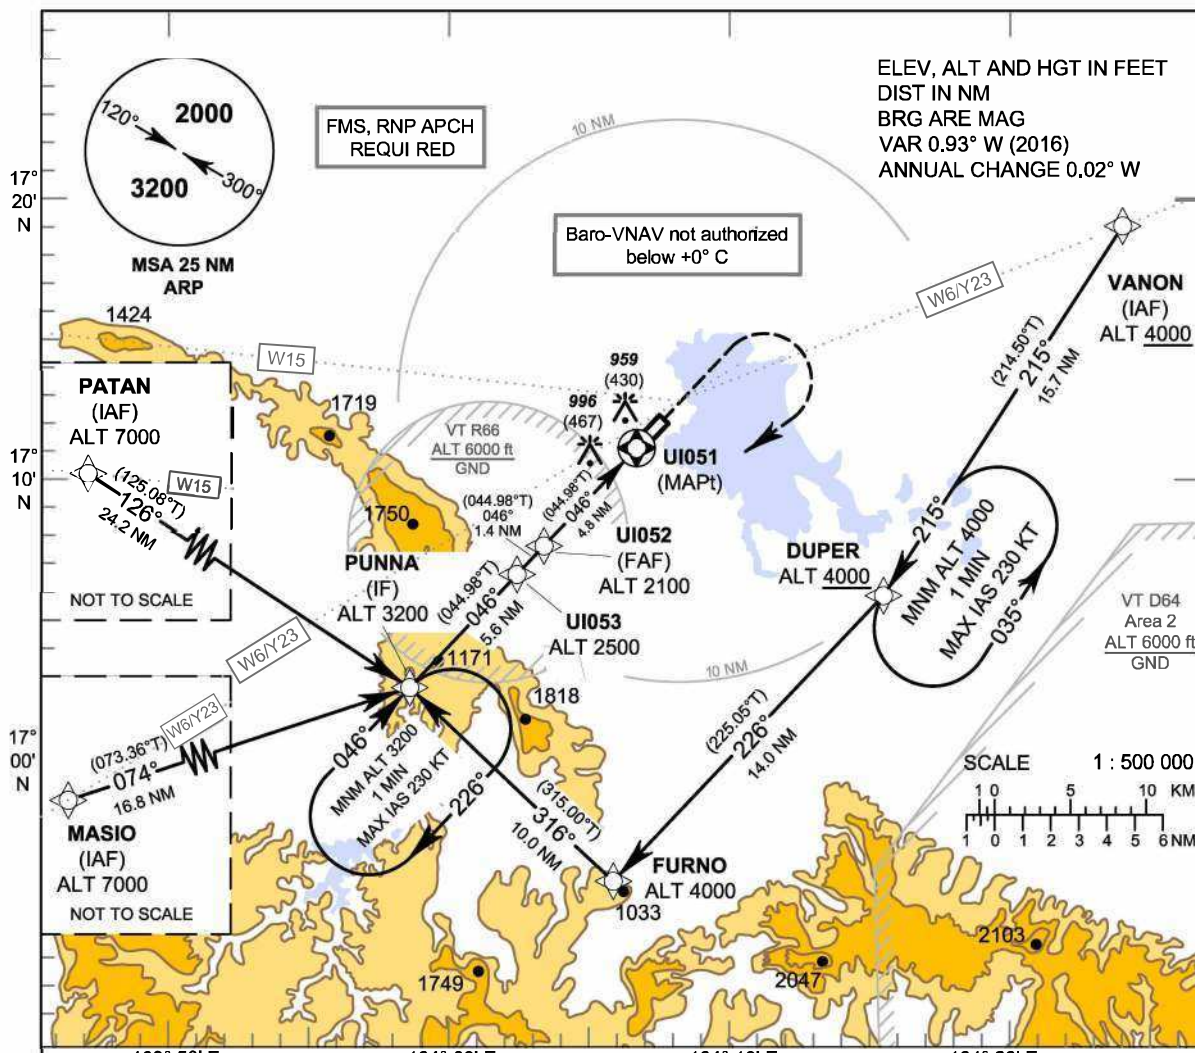 ELEV, ALT AND HGT IN FEET
DIST IN NM
BRG ARE MAG
VAR 0.93° W (2016)
ANNUAL CHANGE 0.02° W
120°
2000
3200
300°
MSA 25 NM
ARP
FMS, RNP APCH
REQUI RED
10 NM
17°
20'
N
Baro-VNAV not authorized
below +0° C
W6/Y23
VANON
(IAF)
ALT 4000
(214.50°T)
215°
15.7 NM
1424
W15
959
(430)
996
(467)
PATAN
(IAF)
ALT 7000
1719
VT R66
ALT 6000 ft
GND
UI051
(MAPt)
17°
10'
N
(125.08°T)
126°
24.2 NM
W15
NOT TO SCALE
1750
(044.98°T)
046°
1.4 NM
(044.98°T)
046°
4.8 NM
UI052
(FAF)
ALT 2100
PUNNA
(IF)
ALT 3200
(044.98°T)
046°
5.6 NM
UI053
ALT 2500
DUPER
ALT 4000
215°
MNM ALT 4000
1 MIN
MAX IAS 230 KT
035°
VT D64
Area 2
ALT 6000 ft
GND
W6/Y23
1171
10 NM
1818
17°
00'
N
(073.36°T)
W6/Y23
074°
16.8 NM
MASIO
(IAF)
ALT 7000
NOT TO SCALE
046°
MNM ALT 3200
1 MIN
MAX IAS 230 KT
226°
(315.00°T)
316°
10.0 NM
(225.05°T)
226°
14.0 NM
SCALE 1 : 500 000
1 0 5 10 KM
1 0 1 2 3 4 5 6 NM
FURNO
ALT 4000
1033
1749
2047
2103